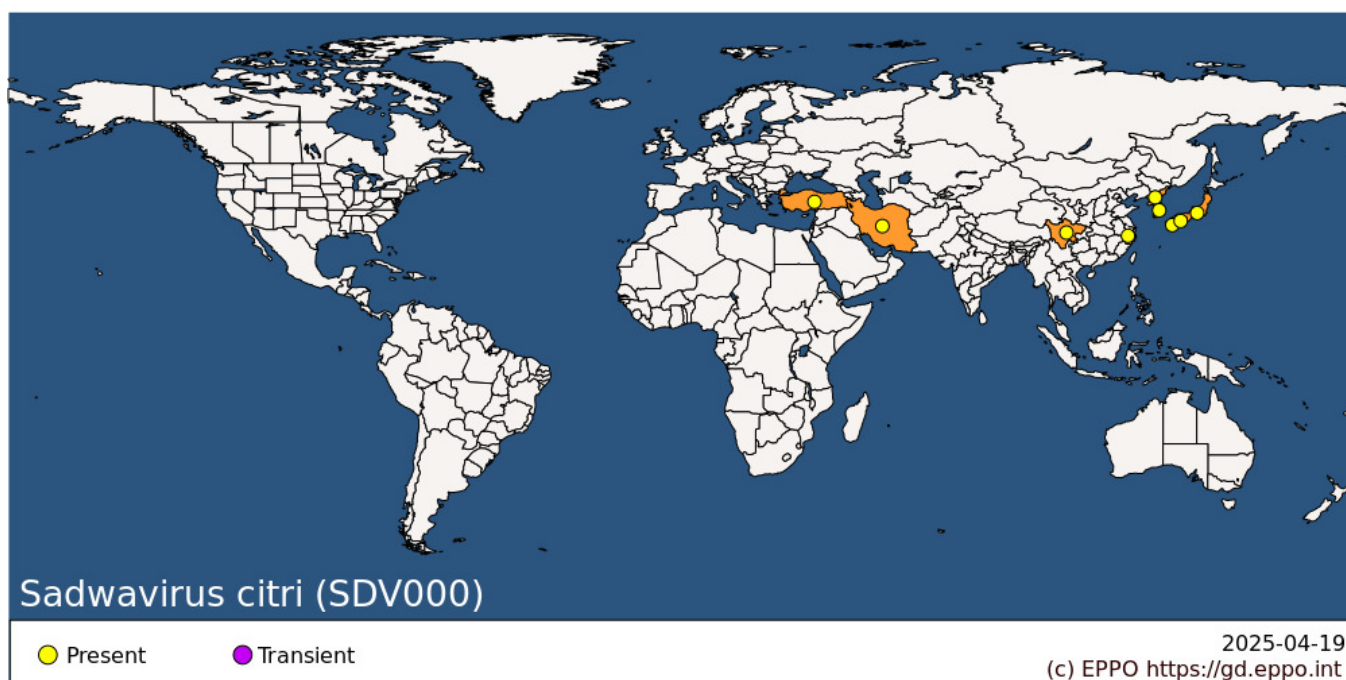 Sadwavirus citri (SDV000)
Present
Transient
2025-04-19
(c) EPPO https://gd.eppo.int